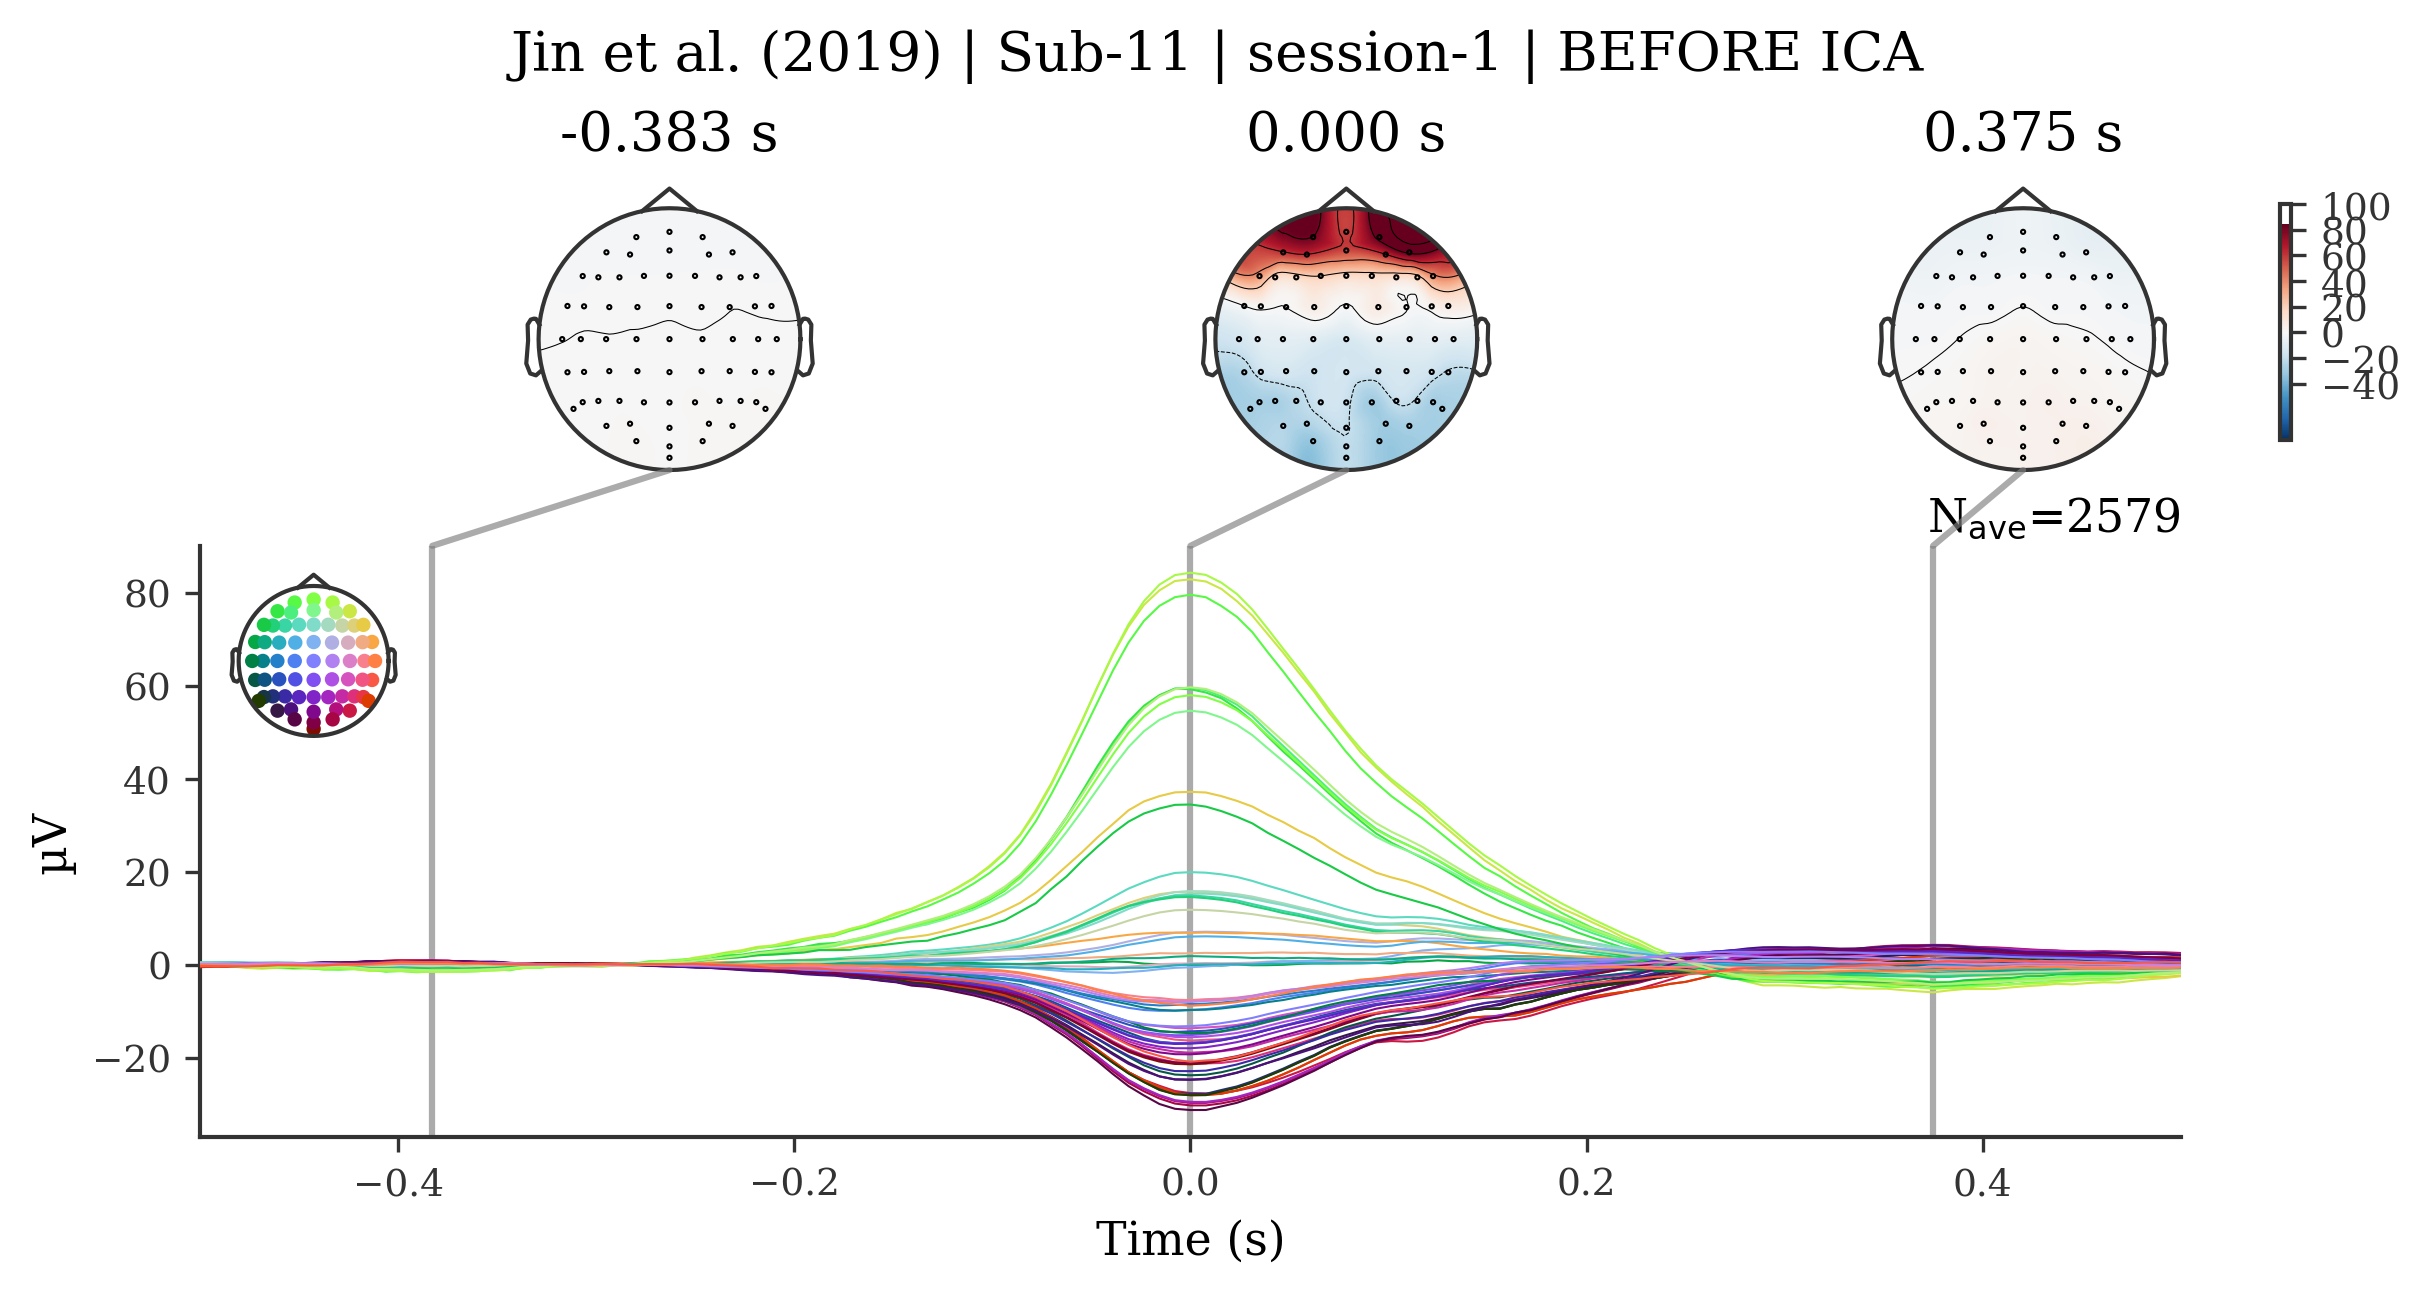 Jin et al. (2019) | Sub-11 | session-1 | BEFORE ICA
-0.383 s
0.000 s
0.375 s
100
80
60
40
20
0
−20
−40
Nave=2579
80
60
40
20
0
−20
µV
−0.4
−0.2
0.0
0.2
0.4
Time (s)